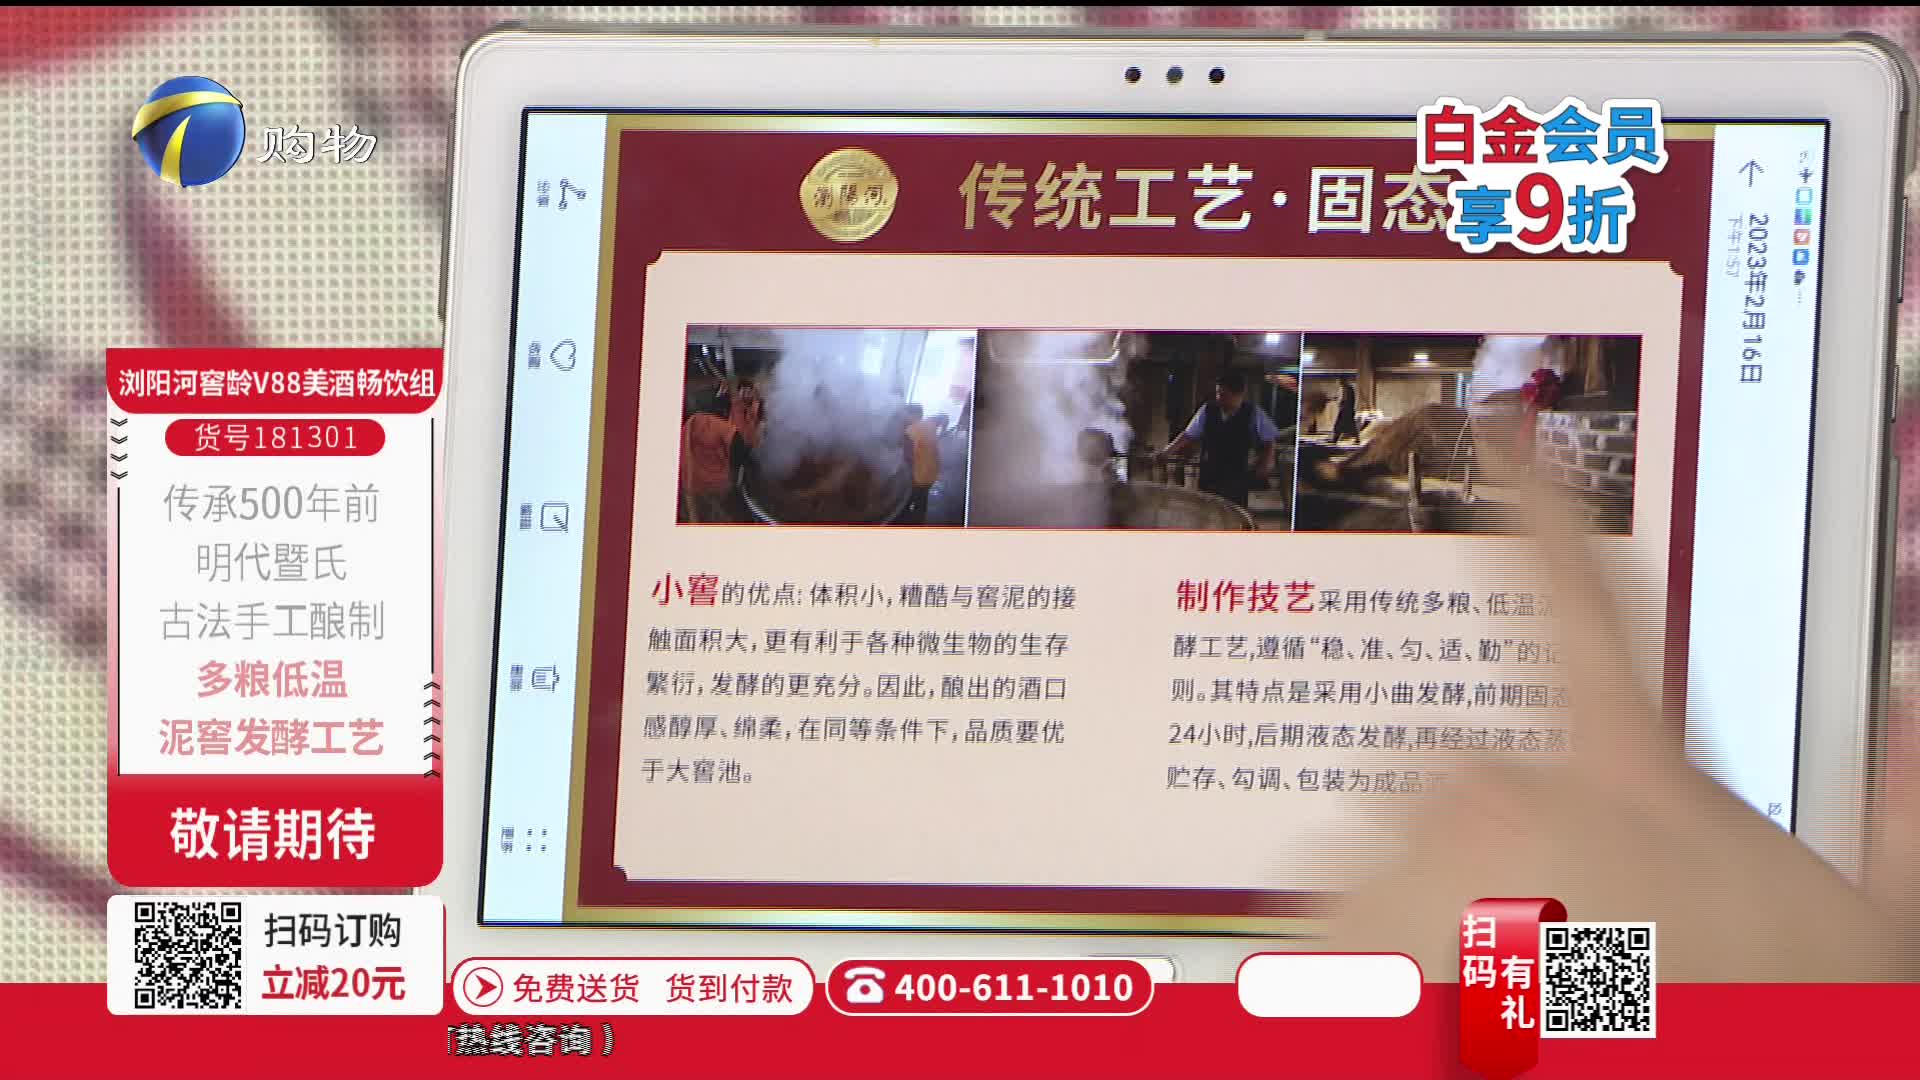 购物
白金会员
享9折
瀏陽河
传统工艺·固态
2023年2月16日
下午1:57
浏阳河窖龄V88美酒畅饮组
货号181301
传承500年前
明代暨氏
古法手工酿制
多粮低温
泥窖发酵工艺
敬请期待
小窖的优点:体积小,糟醅与窖泥的接
触面积大,更有利于各种微生物的生存
繁衍,发酵的更充分。因此,酿出的酒口
感醇厚、绵柔,在同等条件下,品质要优
于大窖池。
制作技艺采用传统多粮、低温
酵工艺,遵循“稳、准、匀、适、勤”的
则。其特点是采用小曲发酵,前期固态
24小时,后期液态发酵,再经过液态蒸
贮存、勾调、包装为成品
扫码订购
立减20元
免费送货 货到付款
400-611-1010
扫码有礼
热线咨询）